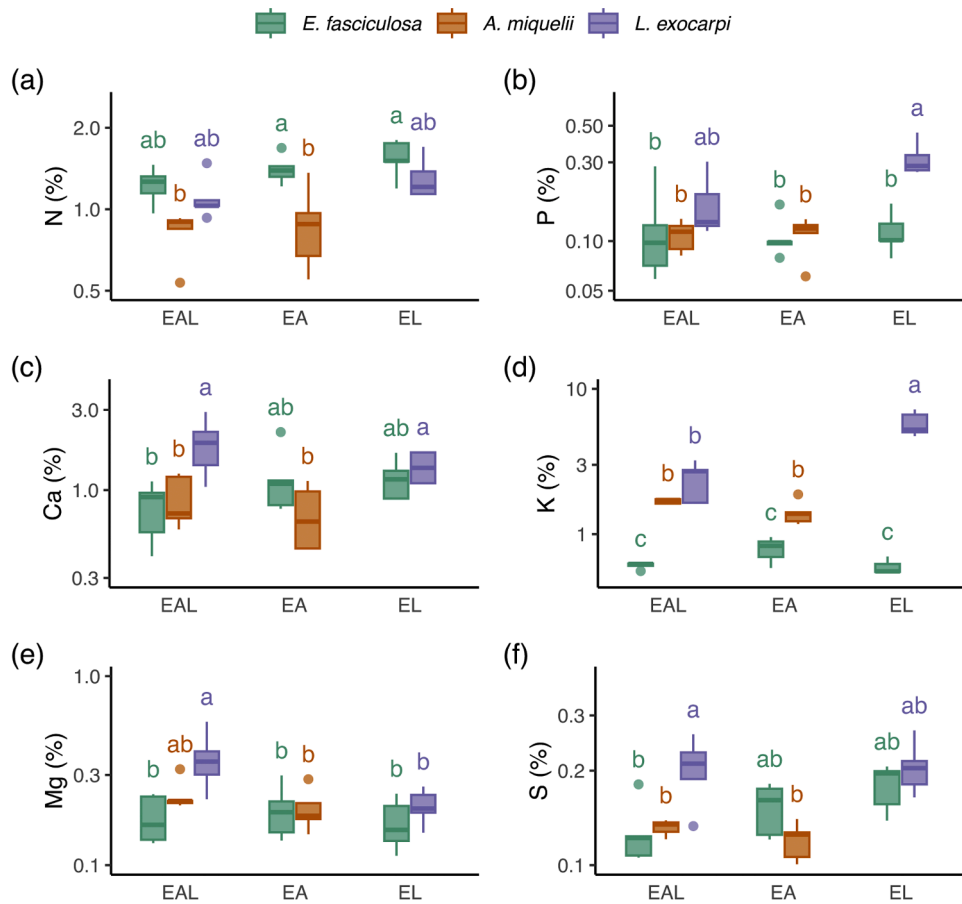 E. fasciculosa A. miquelii L. exocarpi
(a)
N (%)
2.0
1.0
0.5
ab b ab a b a ab
EAL EA EL
(b)
P (%)
0.50
0.30
0.10
0.05
b b ab b b b a
EAL EA EL
(c)
Ca (%)
3.0
1.0
0.3
b b a ab b ab a
EAL EA EL
(d)
K (%)
10
3
1
c b b c b c a
EAL EA EL
(e)
Mg (%)
1.0
0.3
0.1
b ab a b b b b
EAL EA EL
(f)
S (%)
0.3
0.2
0.1
b b a ab b ab ab
EAL EA EL